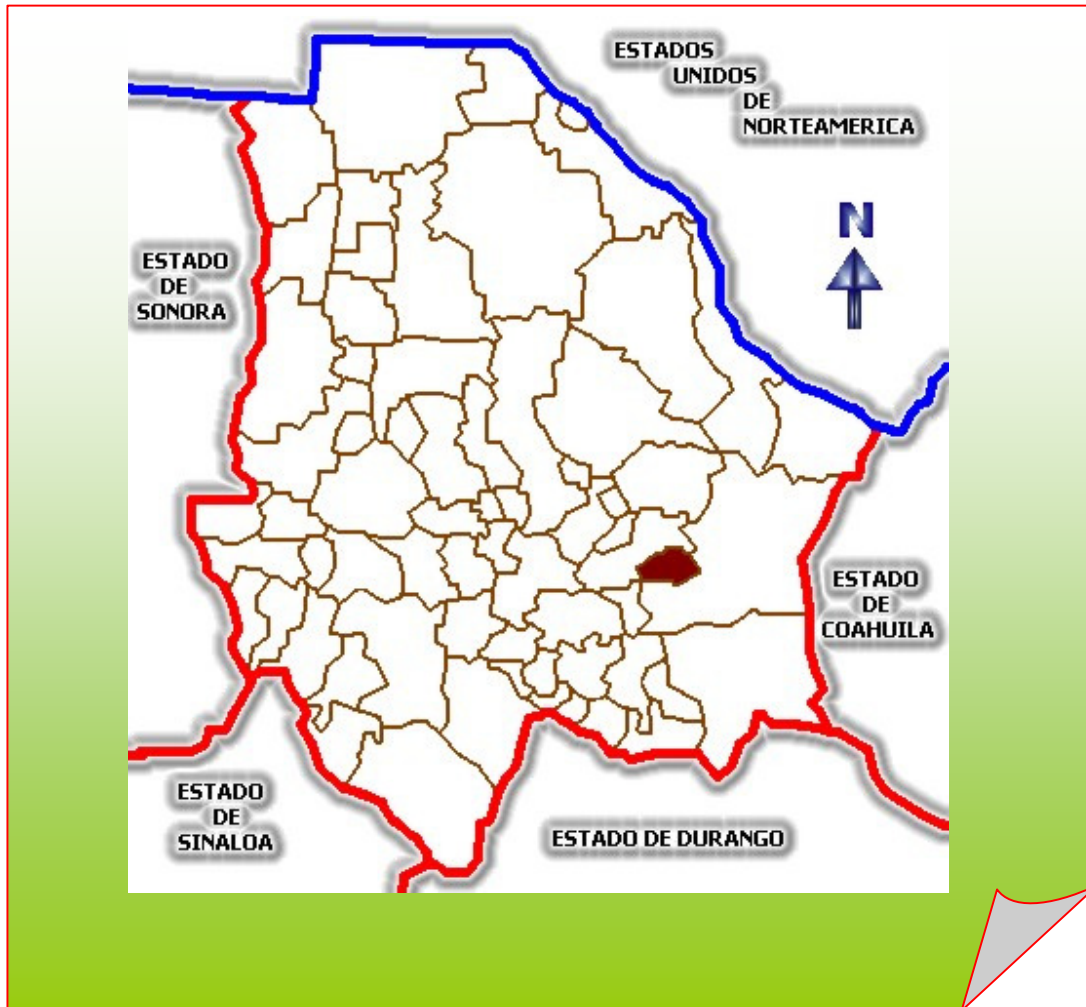 ESTADOS
UNIDOS
DE
NORTEAMERICA
N
ESTADO
DE
SONORA
ESTADO
DE
COAHUILA
ESTADO
DE
SINALOA
ESTADO DE DURANGO